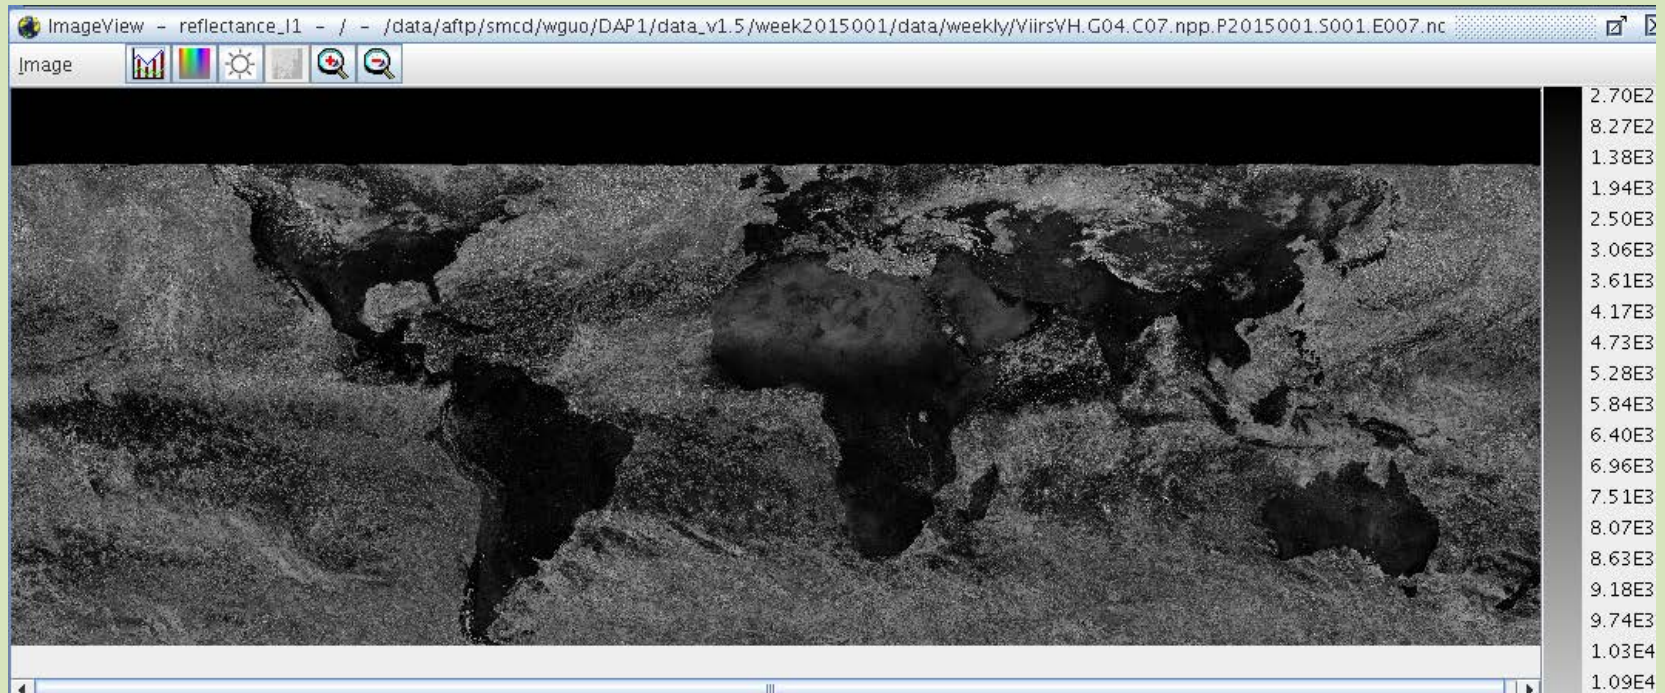 ImageView - reflectance_I1 - / - /data/aftp/smcd/wguo/DAP1/data_v1.5/week2015001/data/weekly/ViirsVH.G04.C07.npp.P2015001.S001.E007.nc
Image
2.70E2
8.27E2
1.38E3
1.94E3
2.50E3
3.06E3
3.61E3
4.17E3
4.73E3
5.28E3
5.84E3
6.40E3
6.96E3
7.51E3
8.07E3
8.63E3
9.18E3
9.74E3
1.03E4
1.09E4